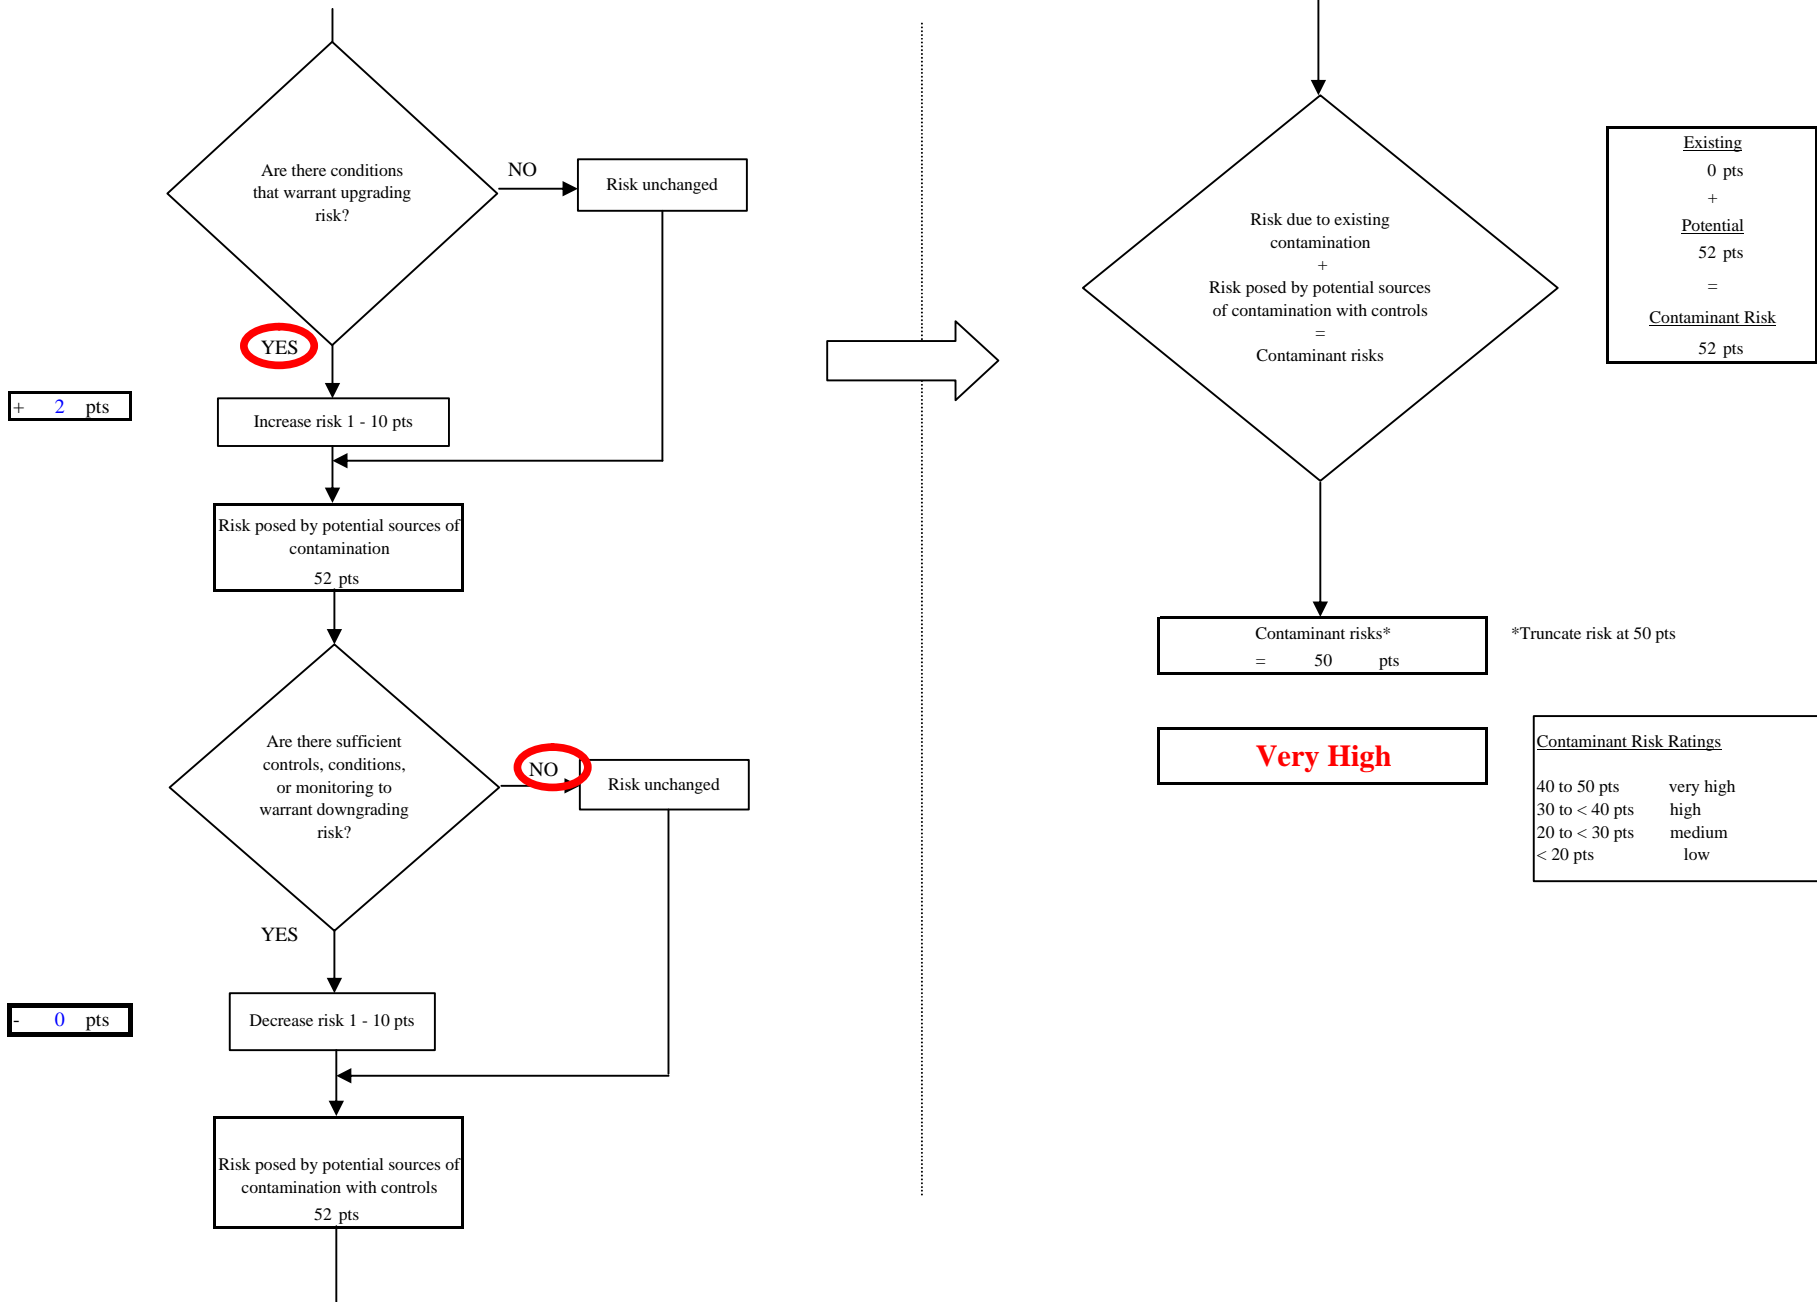 Are there conditions
that warrant upgrading
risk?
NO
Risk unchanged
YES
+ 2 pts
Increase risk 1 - 10 pts
Risk posed by potential sources of
contamination
52 pts
Are there sufficient
controls, conditions,
or monitoring to
warrant downgrading
risk?
NO
Risk unchanged
YES
- 0 pts
Decrease risk 1 - 10 pts
Risk posed by potential sources of
contamination with controls
52 pts
Risk due to existing
contamination
+
Risk posed by potential sources
of contamination with controls
=
Contaminant risks
Existing
0 pts
+
Potential
52 pts
=
Contaminant Risk
52 pts
Contaminant risks*
= 50 pts
*Truncate risk at 50 pts
Very High
Contaminant Risk Ratings
40 to 50 pts very high
30 to < 40 pts high
20 to < 30 pts medium
< 20 pts low